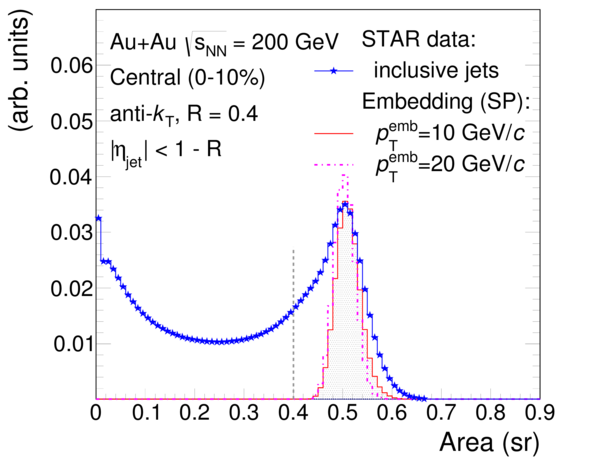 (arb. units)
Au+Au √sNN = 200 GeV
Central (0-10%)
anti-kT, R = 0.4
|ηjet| < 1 - R
STAR data:
inclusive jets
Embedding (SP):
pTemb=10 GeV/c
pTemb=20 GeV/c
0.06
0.05
0.04
0.03
0.02
0.01
0 0.1 0.2 0.3 0.4 0.5 0.6 0.7 0.8 0.9
Area (sr)